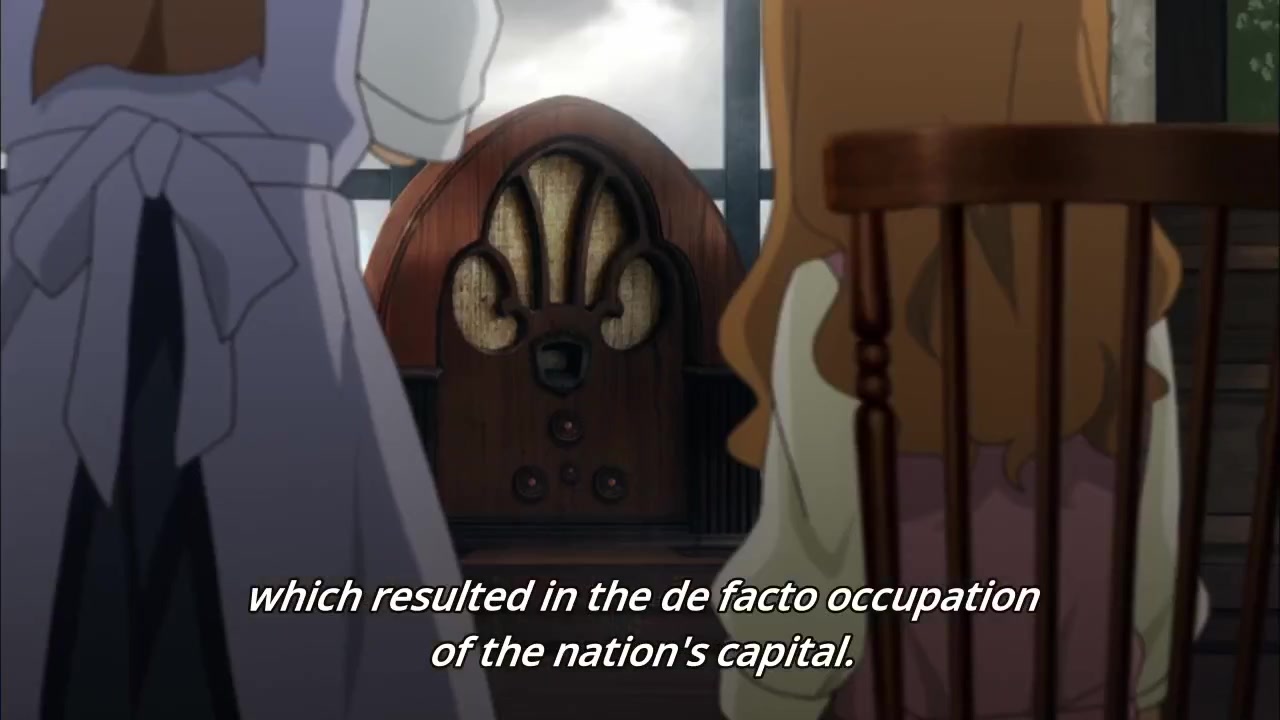 which resulted in the de facto occupation
of the nation's capital.